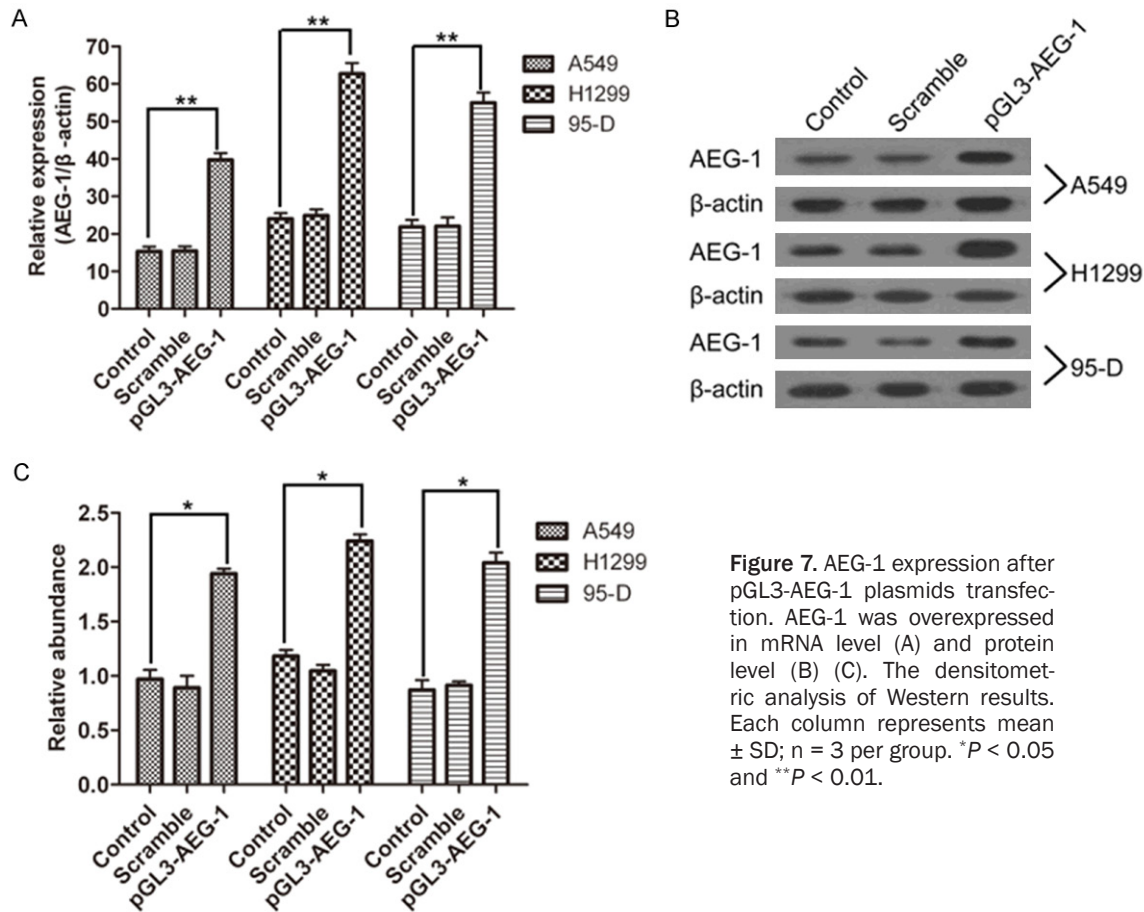 A
Relative expression
(AEG-1/β -actin)
70
60
50
40
30
20
10
0
**
**
**
A549
H1299
95-D
Control
Scramble
pGL3-AEG-1
Control
Scramble
pGL3-AEG-1
Control
Scramble
pGL3-AEG-1
B
Control
Scramble
pGL3-AEG-1
AEG-1
β-actin
A549
AEG-1
β-actin
H1299
AEG-1
β-actin
95-D
C
Relative abundance
2.5
2.0
1.5
1.0
0.5
0.0
*
*
*
A549
H1299
95-D
Control
Scramble
pGL3-AEG-1
Control
Scramble
pGL3-AEG-1
Control
Scramble
pGL3-AEG-1
Figure 7. AEG-1 expression after
pGL3-AEG-1 plasmids transfec-
tion. AEG-1 was overexpressed
in mRNA level (A) and protein
level (B) (C). The densitomet-
ric analysis of Western results.
Each column represents mean
± SD; n = 3 per group. *P < 0.05
and **P < 0.01.